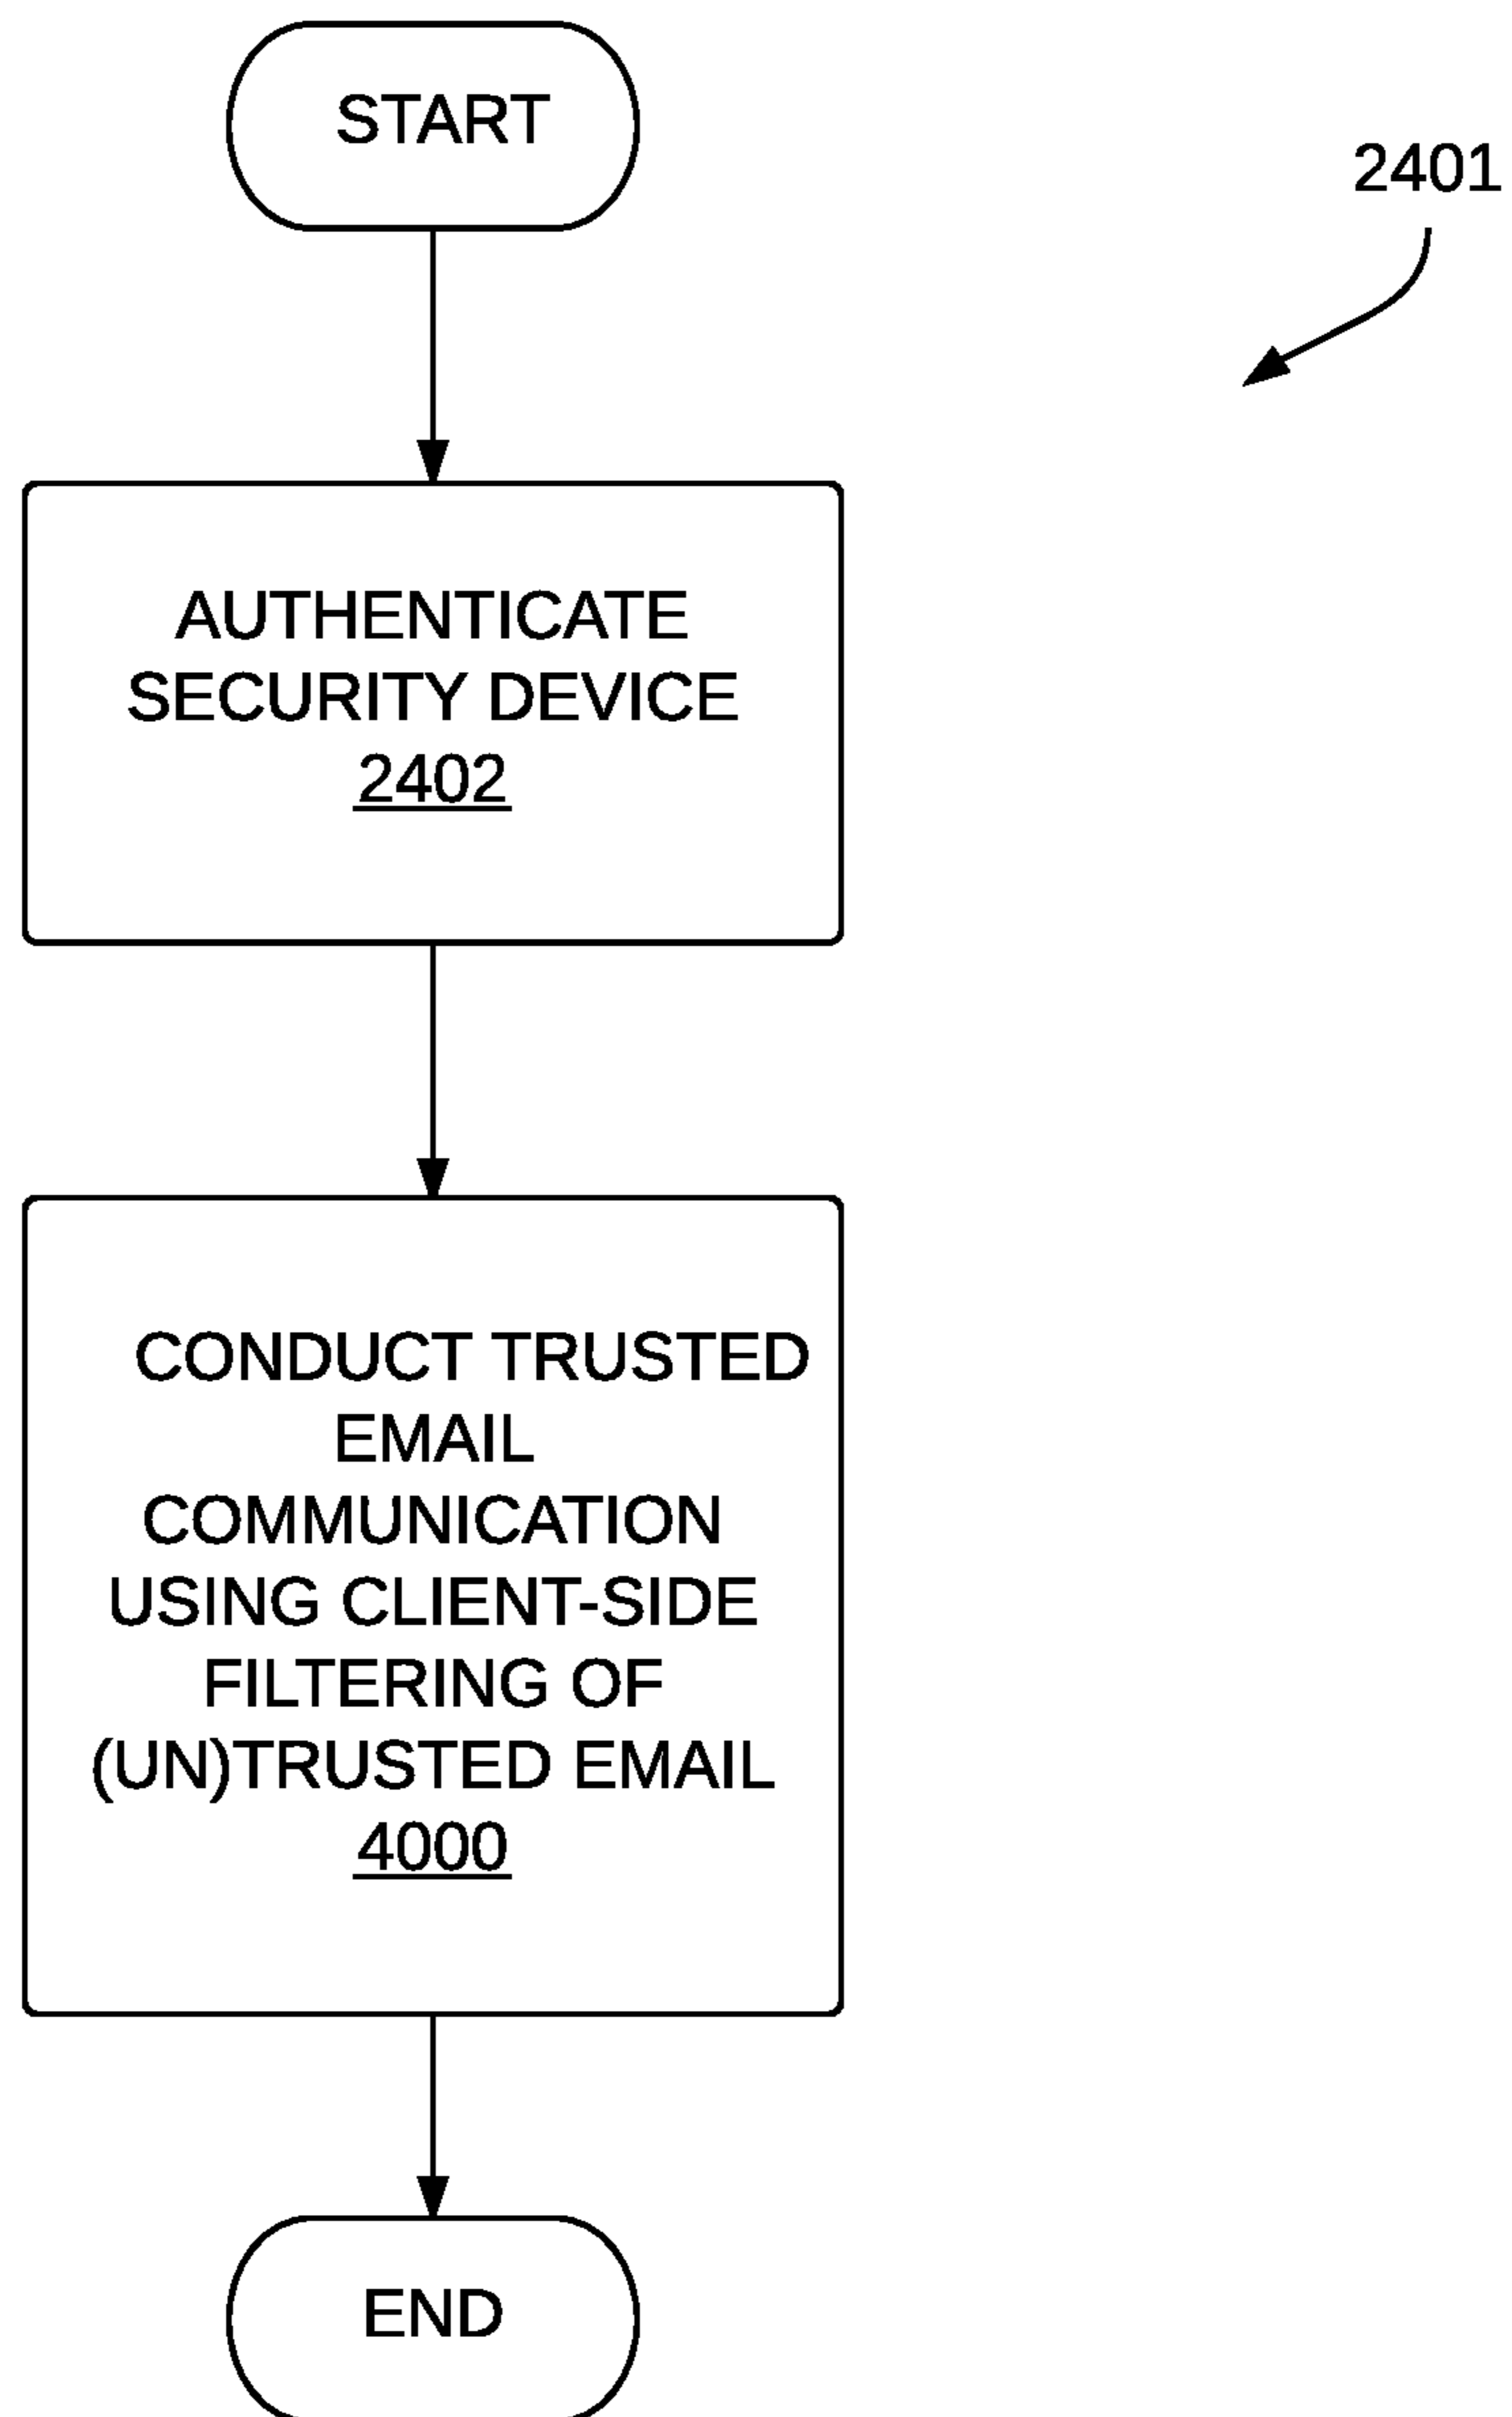 START
2401
AUTHENTICATE
SECURITY DEVICE
2402
CONDUCT TRUSTED
EMAIL
COMMUNICATION
USING CLIENT-SIDE
FILTERING OF
(UN)TRUSTED EMAIL
4000
END